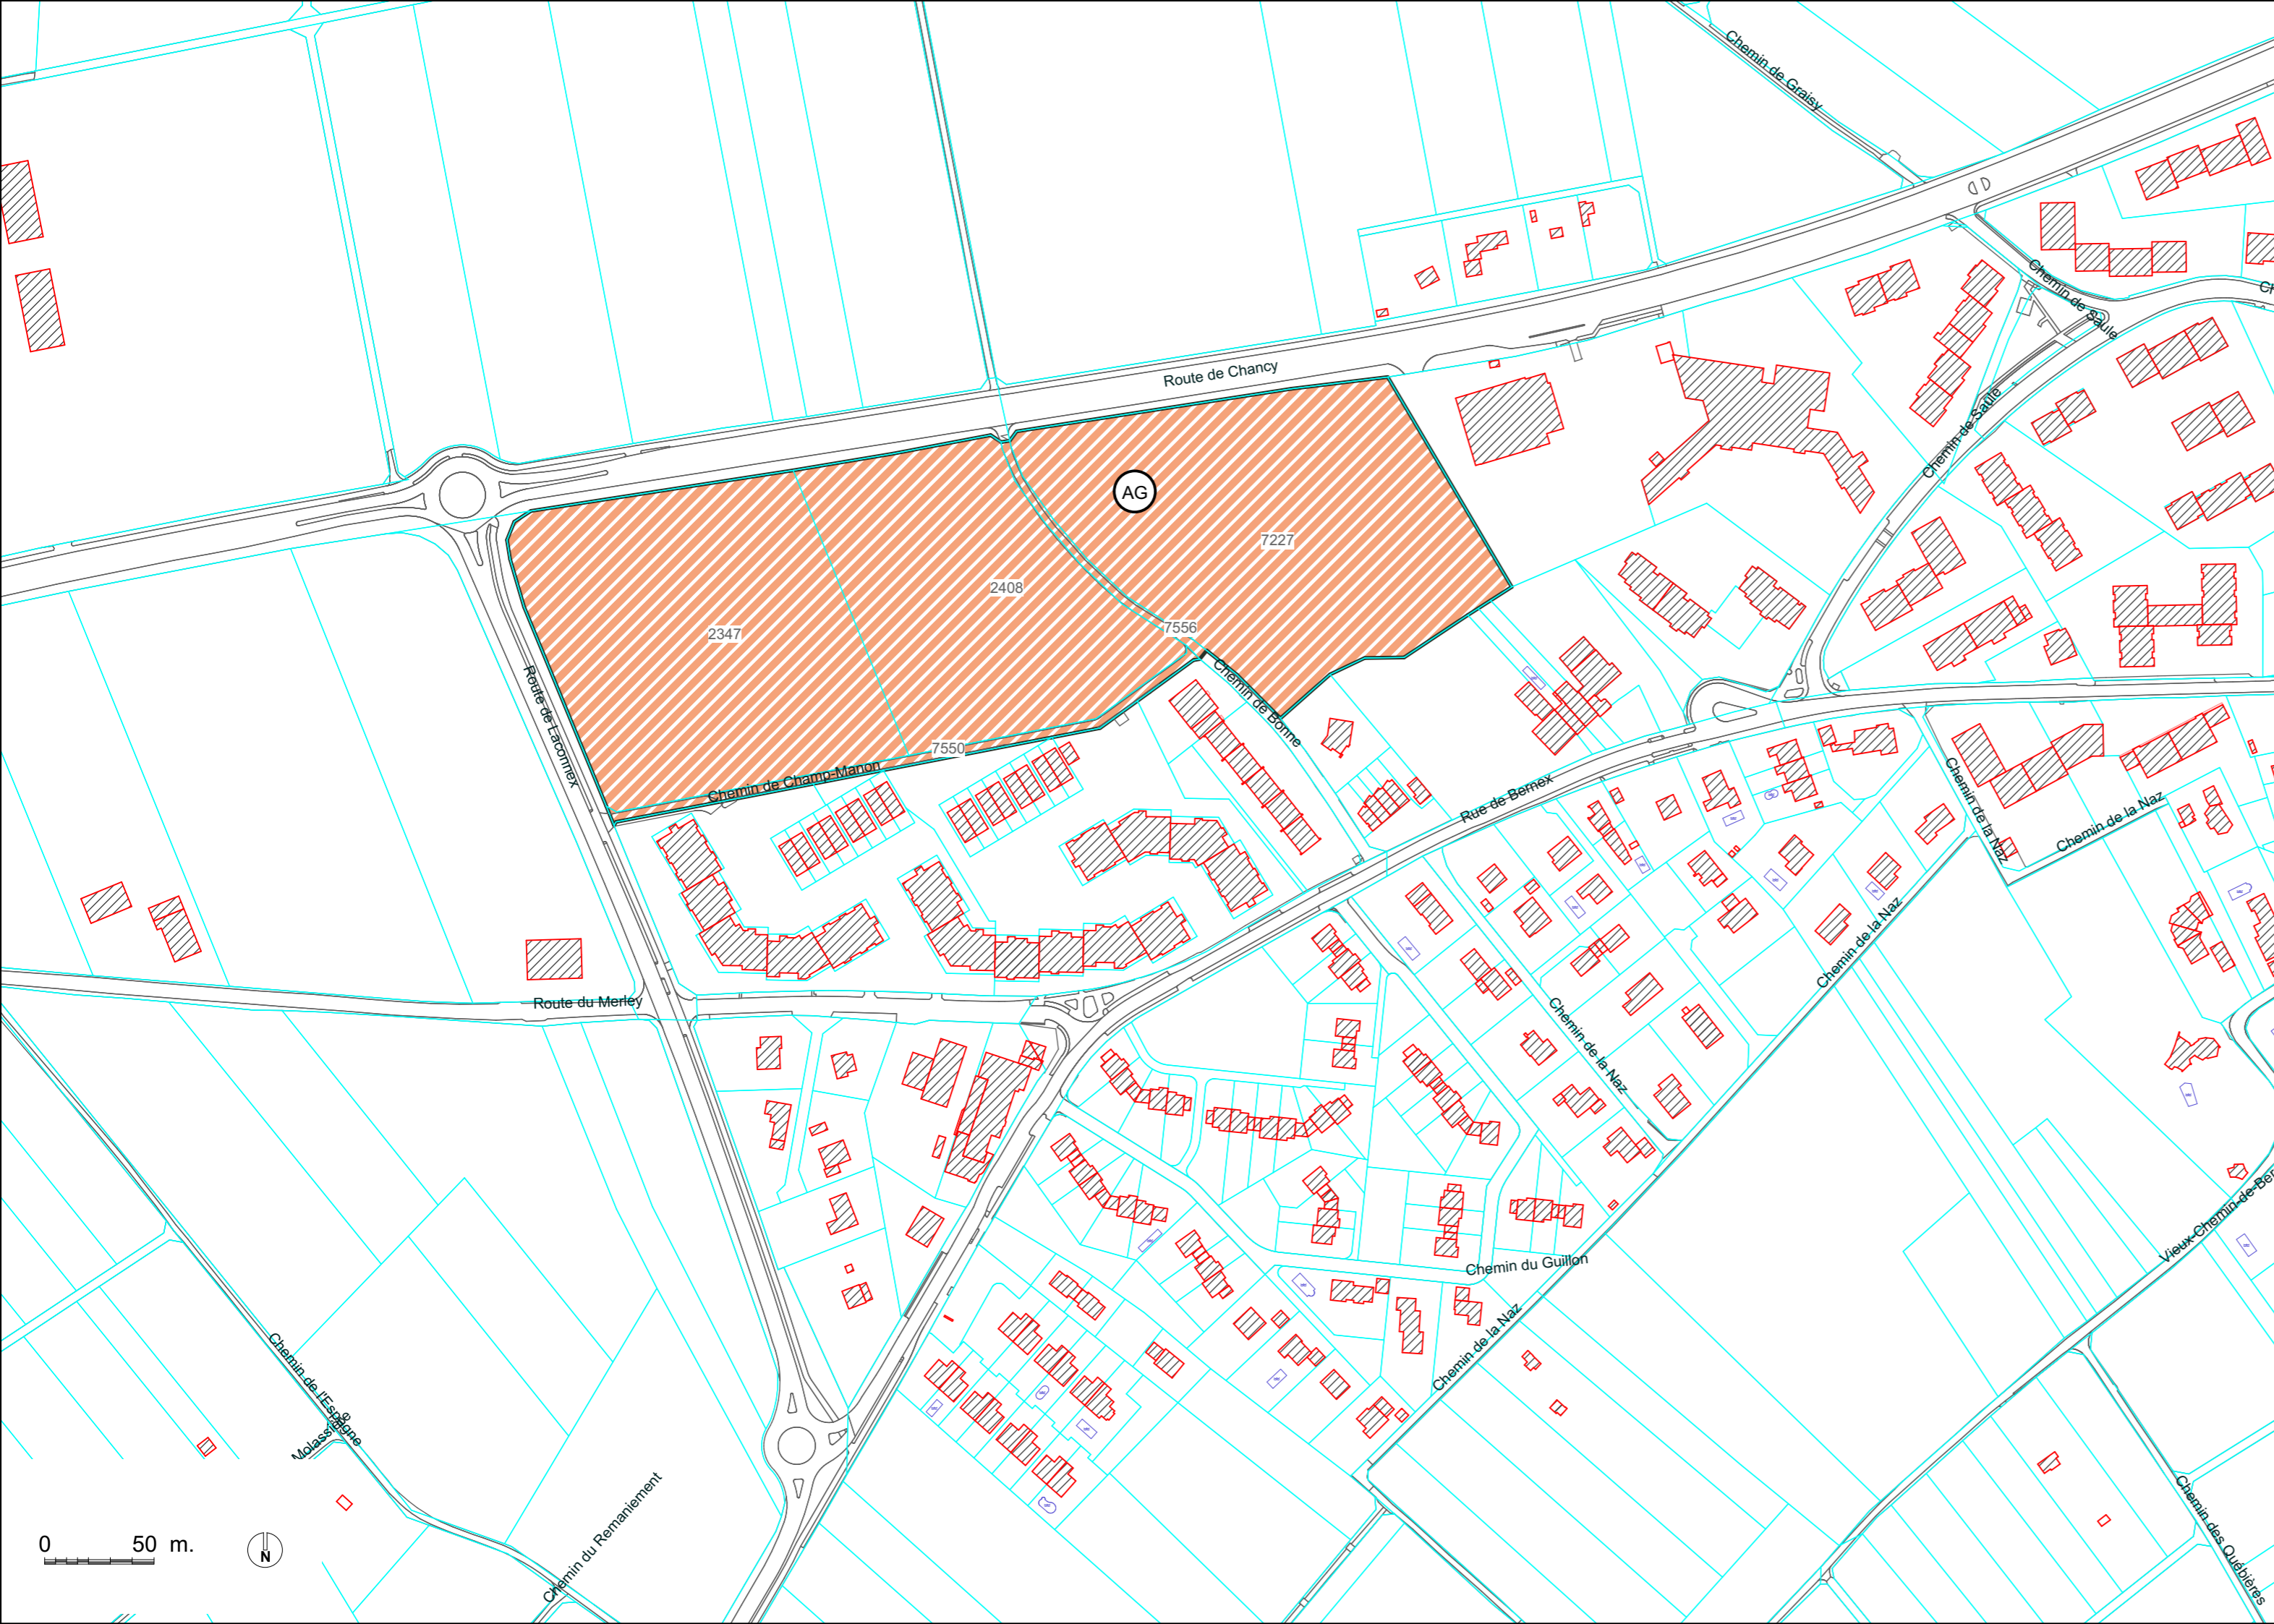 Chemin de Graisy
Chemin de Saule
Ch
Route de Chancy
Chemin de Saule
AG
7227
2408
7556
2347
Route de Laconnex
Chemin de Bonne
7550
Chemin de Champ-Manon
Rue de Bernex
Chemin de la Naz
Chemin de la Naz
Chemin de la Naz
Route du Merley
Chemin de la Naz
Vieux-Chemin-de-Ber
Chemin du Guillon
Chemin de la Naz
Chemin de l'Espagne
Chemin du Remaniement
Chemin des Québières
0 50 m.
N